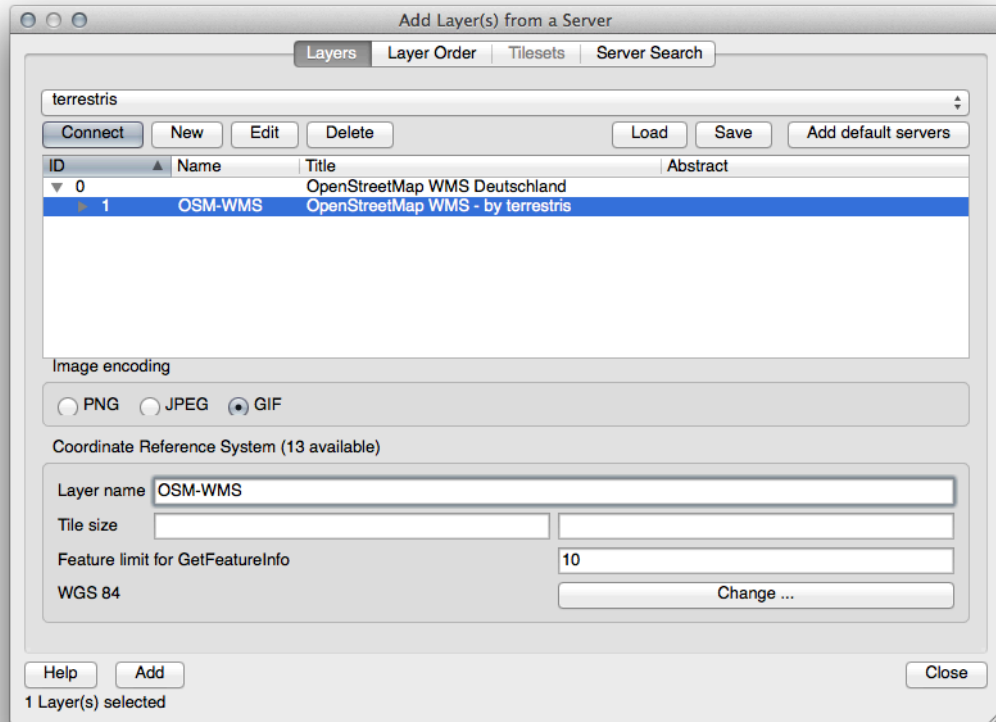 Add Layer(s) from a Server
Layers Layer Order Tilesets Server Search
terrestris
Connect New Edit Delete Load Save Add default servers
ID Name Title Abstract
0 OpenStreetMap WMS Deutschland
1 OSM-WMS OpenStreetMap WMS - by terrestris
Image encoding
PNG JPEG GIF
Coordinate Reference System (13 available)
Layer name OSM-WMS
Tile size
Feature limit for GetFeatureInfo 10
WGS 84 Change ...
Help Add Close
1 Layer(s) selected